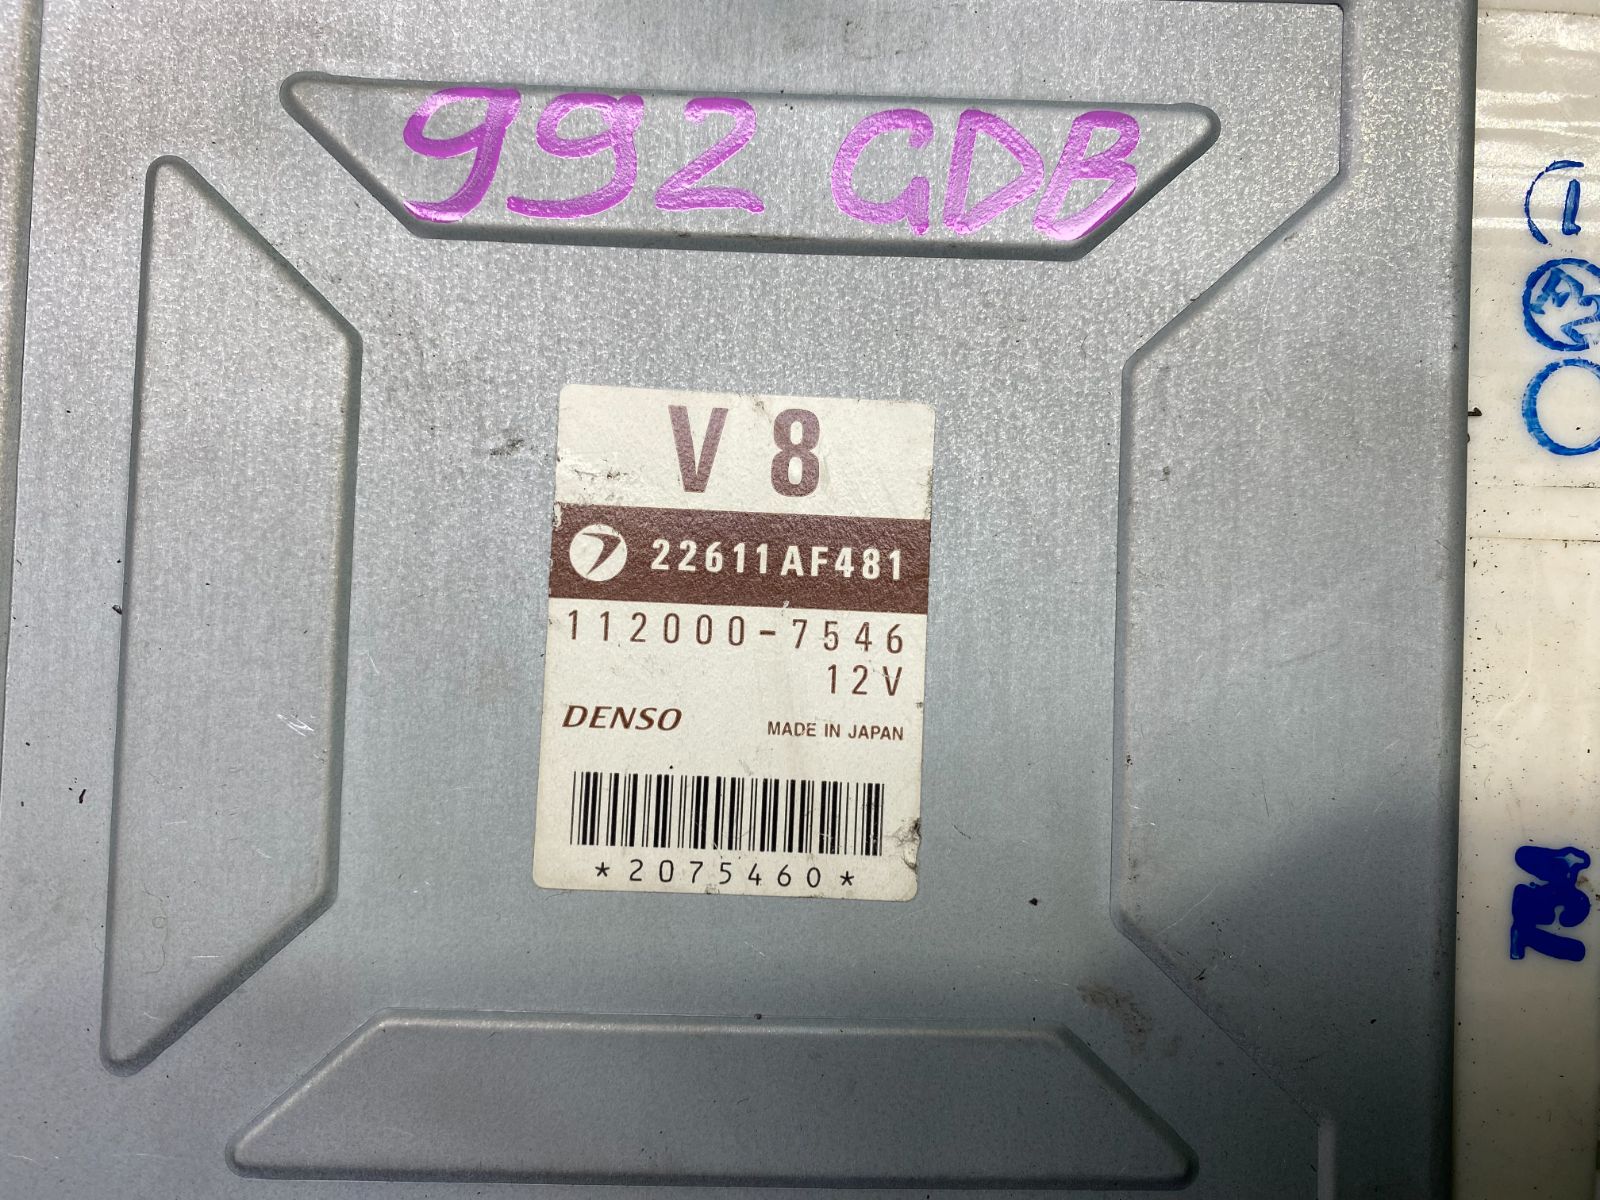 992 GDB
V 8
22611AF481
112000-7546
12V
DENSO MADE IN JAPAN
*2075460*